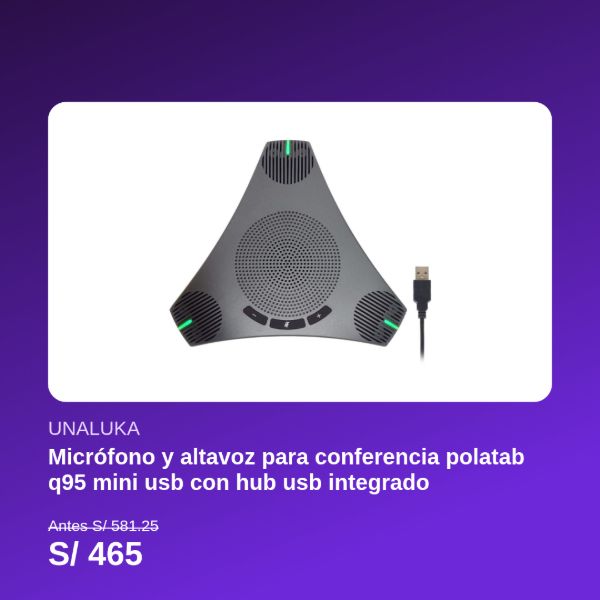 UNALUKA
Micrófono y altavoz para conferencia polatab
q95 mini usb con hub usb integrado
Antes S/ 581.25
S/ 465